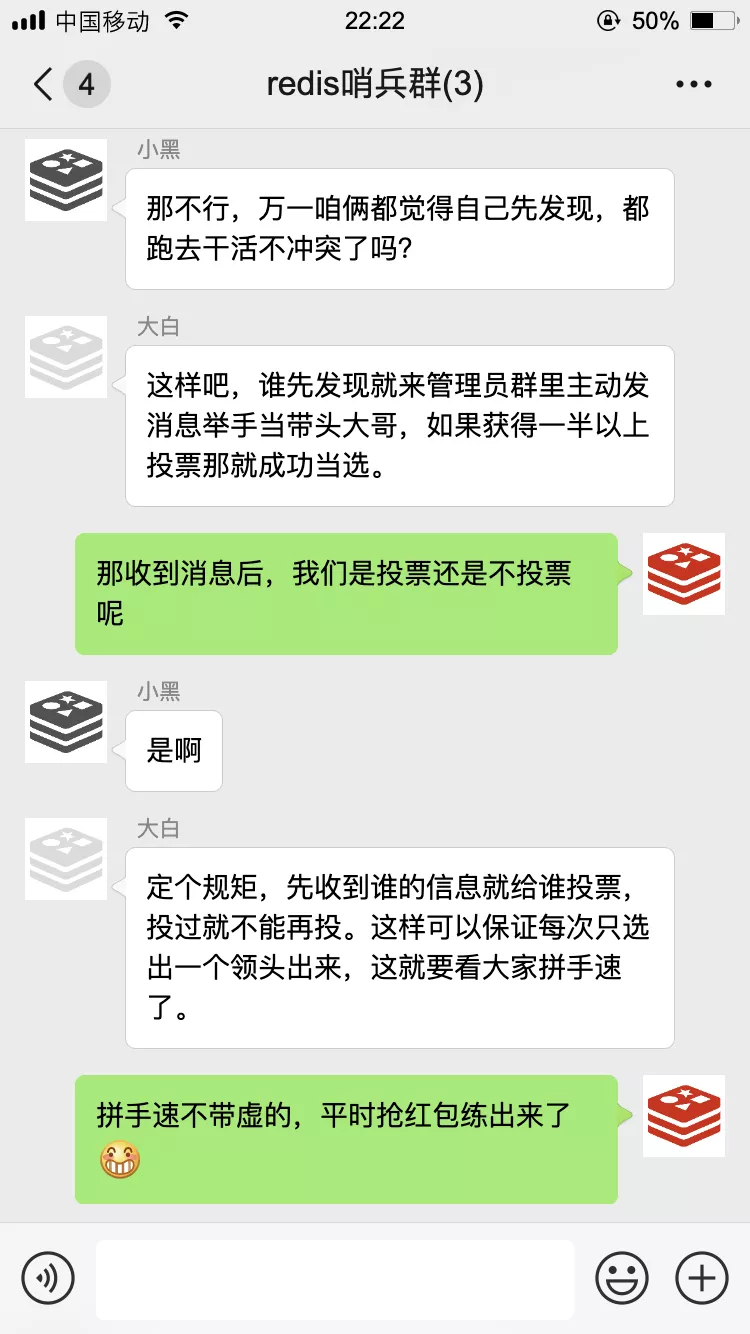 中国移动 22:22 50%
4 redis哨兵群(3)
小黑
那不行，万一咱俩都觉得自己先发现，都
跑去干活不冲突了吗？
大白
这样吧，谁先发现就来管理员群里主动发
消息举手当带头大哥，如果获得一半以上
投票那就成功当选。
那收到消息后，我们是投票还是不投票
呢
小黑
是啊
大白
定个规矩，先收到谁的信息就给谁投票，
投过就不能再投。这样可以保证每次只选
出一个领头出来，这就要看大家拼手速
了。
拼手速不带虚的，平时抢红包练出来了
😁